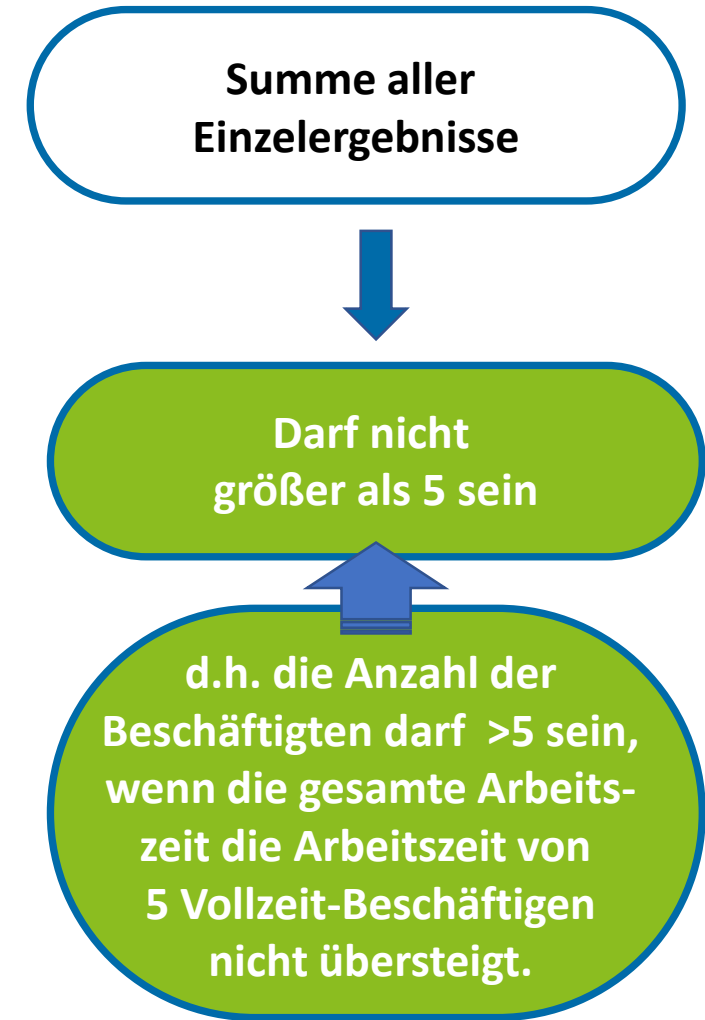 Summe aller
Einzelergebnisse
Darf nicht
größer als 5 sein
d.h. die Anzahl der
Beschäftigten darf >5 sein,
wenn die gesamte Arbeits-
zeit die Arbeitszeit von
5 Vollzeit-Beschäftigen
nicht übersteigt.